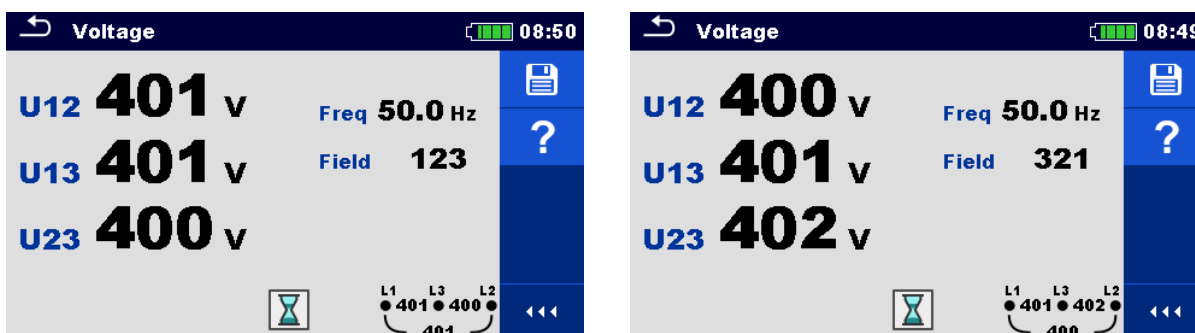 Voltage 08:50
U12 401 V
Freq 50.0 Hz
U13 401 V
Field 123
U23 400 V
L1 L3 L2
401 400
401
Voltage 08:49
U12 400 V
Freq 50.0 Hz
U13 401 V
Field 321
U23 402 V
L1 L3 L2
401 402
400
?
?